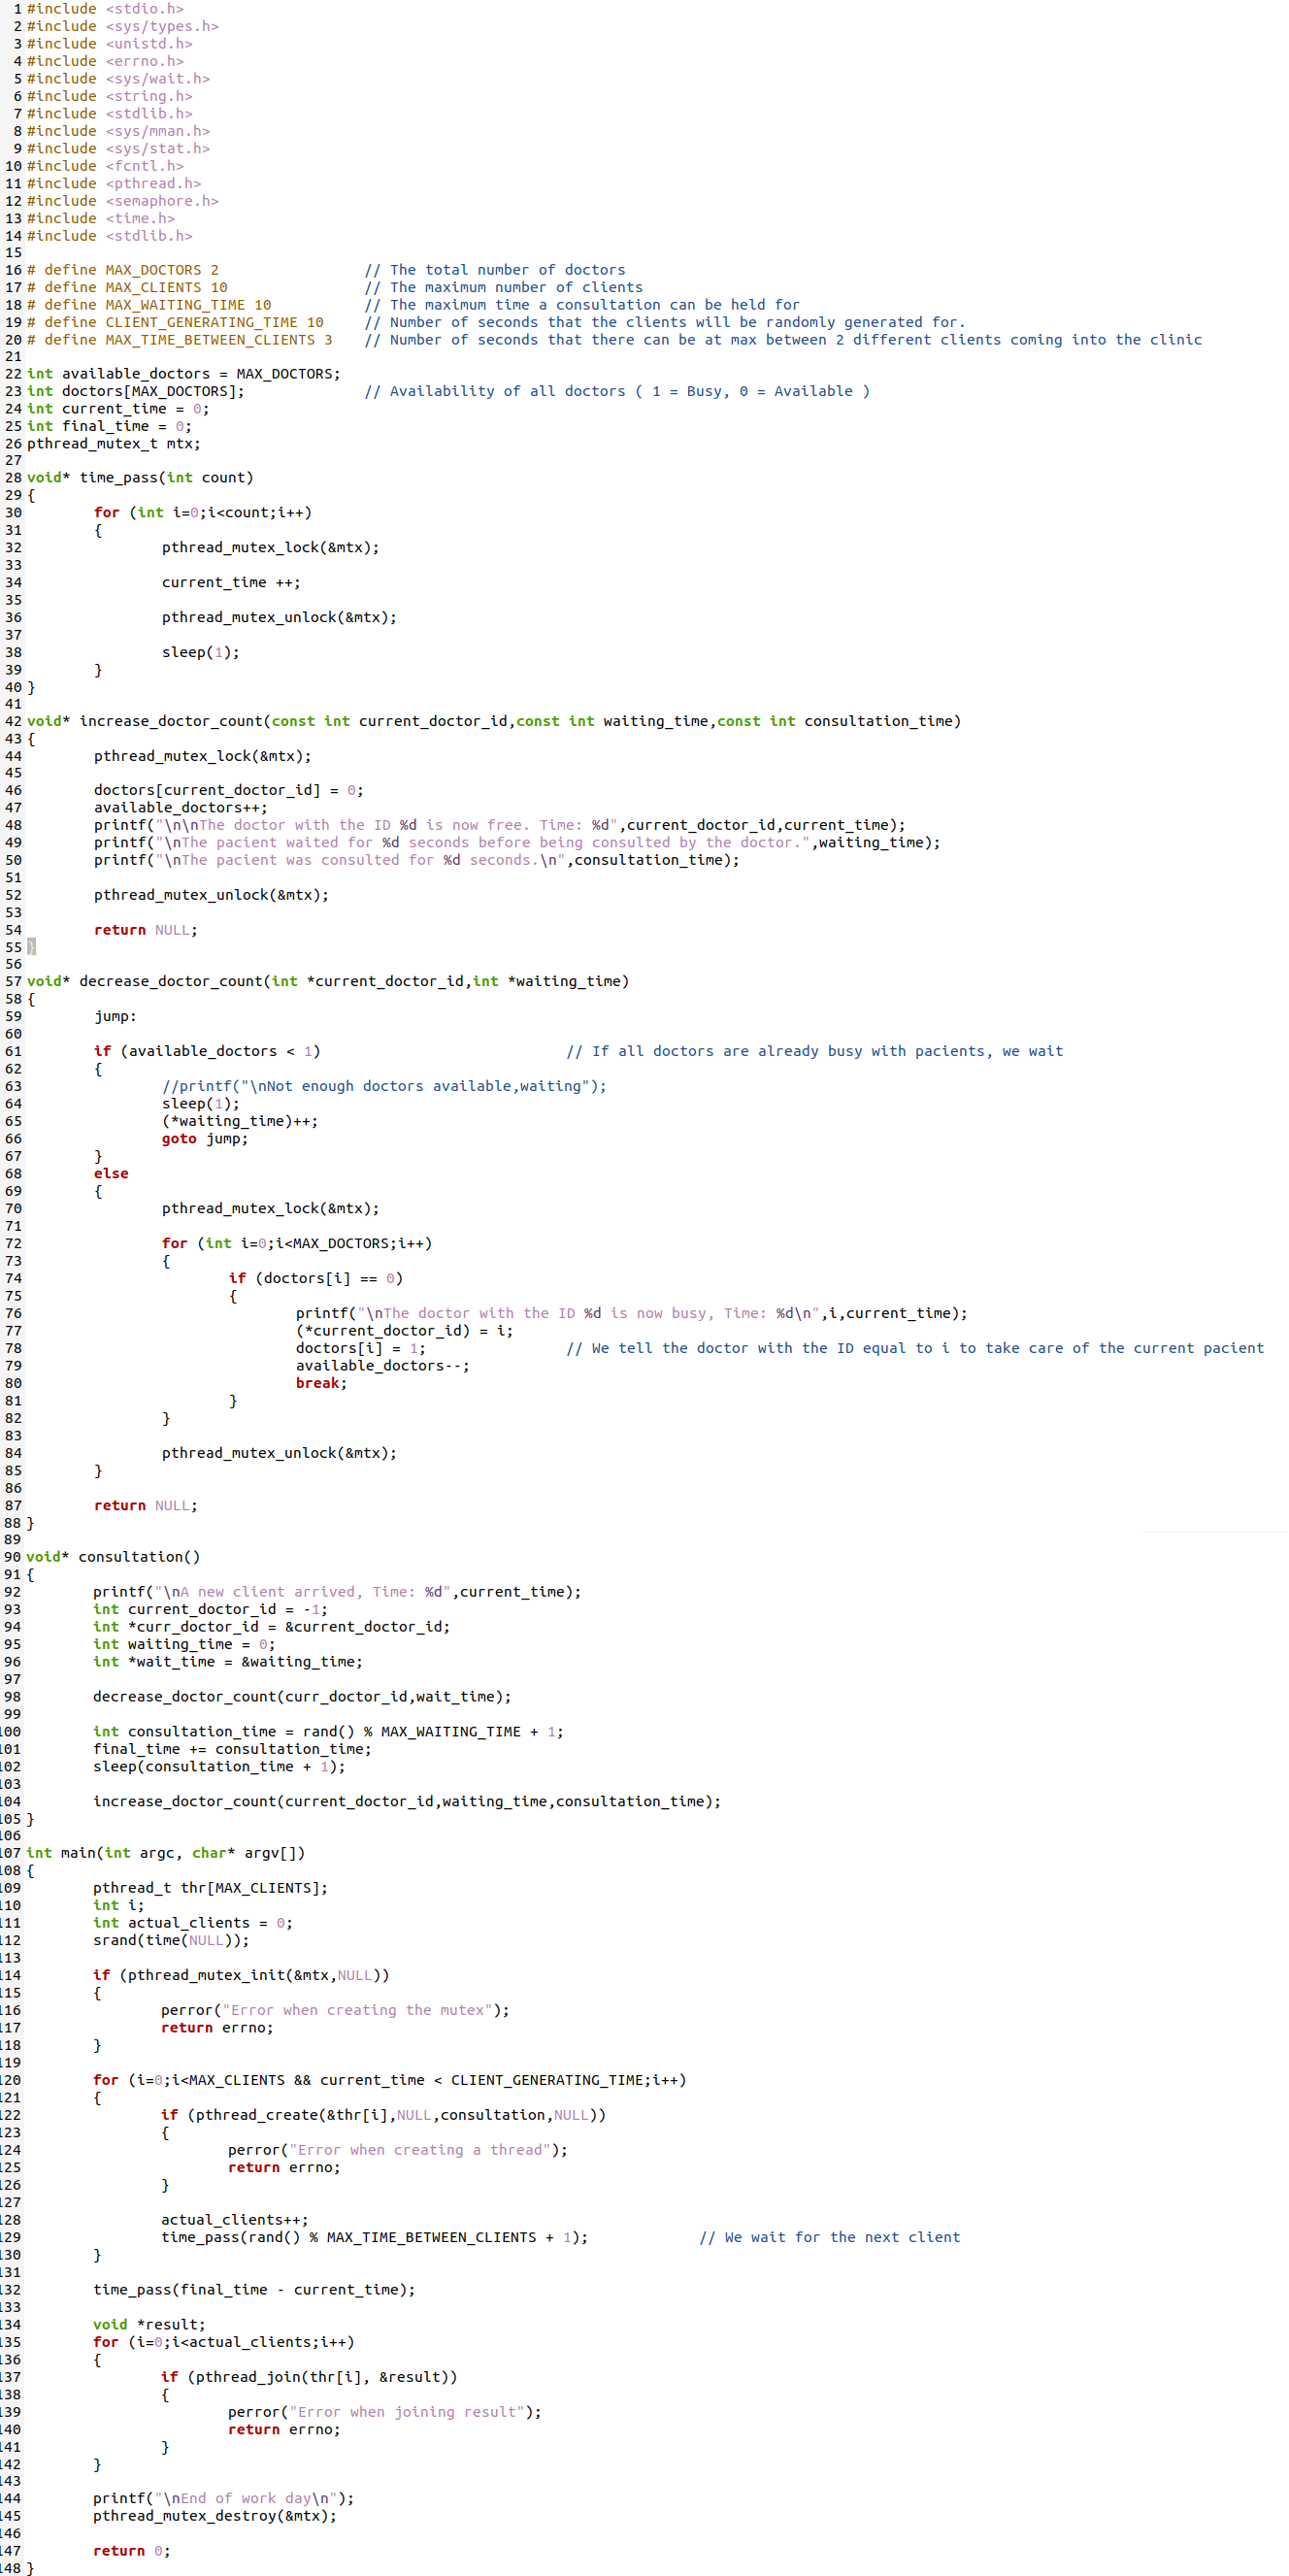 1 #include <stdio.h>
2 #include <sys/types.h>
3 #include <unistd.h>
4 #include <errno.h>
5 #include <sys/wait.h>
6 #include <string.h>
7 #include <stdlib.h>
8 #include <sys/mman.h>
9 #include <sys/stat.h>
10 #include <fcntl.h>
11 #include <pthread.h>
12 #include <semaphore.h>
13 #include <time.h>
14 #include <stdlib.h>
15
16 # define MAX_DOCTORS 2 // The total number of doctors
17 # define MAX_CLIENTS 10 // The maximum number of clients
18 # define MAX_WAITING_TIME 10 // The maximum time a consultation can be held for
19 # define CLIENT_GENERATING_TIME 10 // Number of seconds that the clients will be randomly generated for.
20 # define MAX_TIME_BETWEEN_CLIENTS 3 // Number of seconds that there can be at max between 2 different clients coming into the clinic
21
22 int available_doctors = MAX_DOCTORS;
23 int doctors[MAX_DOCTORS]; // Availability of all doctors ( 1 = Busy, 0 = Available )
24 int current_time = 0;
25 int final_time = 0;
26 pthread_mutex_t mtx;
27
28 void* time_pass(int count)
29 {
30 for (int i=0;i<count;i++)
31 {
32 pthread_mutex_lock(&mtx);
33
34 current_time ++;
35
36 pthread_mutex_unlock(&mtx);
37
38 sleep(1);
39 }
40 }
41
42 void* increase_doctor_count(const int current_doctor_id,const int waiting_time,const int consultation_time)
43 {
44 pthread_mutex_lock(&mtx);
45
46 doctors[current_doctor_id] = 0;
47 available_doctors++;
48 printf("\n\nThe doctor with the ID %d is now free. Time: %d",current_doctor_id,current_time);
49 printf("\nThe pacient waited for %d seconds before being consulted by the doctor.",waiting_time);
50 printf("\nThe pacient was consulted for %d seconds.\n",consultation_time);
51
52 pthread_mutex_unlock(&mtx);
53
54 return NULL;
55 }
56
57 void* decrease_doctor_count(int *current_doctor_id,int *waiting_time)
58 {
59 jump:
60
61 if (available_doctors < 1) // If all doctors are already busy with pacients, we wait
62 {
63 //printf("\nNot enough doctors available,waiting");
64 sleep(1);
65 (*waiting_time)++;
66 goto jump;
67 }
68 else
69 {
70 pthread_mutex_lock(&mtx);
71
72 for (int i=0;i<MAX_DOCTORS;i++)
73 {
74 if (doctors[i] == 0)
75 {
76 printf("\nThe doctor with the ID %d is now busy, Time: %d\n",i,current_time);
77 (*current_doctor_id) = i;
78 doctors[i] = 1; // We tell the doctor with the ID equal to i to take care of the current pacient
79 available_doctors--;
80 break;
81 }
82 }
83
84 pthread_mutex_unlock(&mtx);
85 }
86
87 return NULL;
88 }
89
90 void* consultation()
91 {
92 printf("\nA new client arrived, Time: %d",current_time);
93 int current_doctor_id = -1;
94 int *curr_doctor_id = &current_doctor_id;
95 int waiting_time = 0;
96 int *wait_time = &waiting_time;
97
98 decrease_doctor_count(curr_doctor_id,wait_time);
99
100 int consultation_time = rand() % MAX_WAITING_TIME + 1;
101 final_time += consultation_time;
102 sleep(consultation_time + 1);
103
104 increase_doctor_count(current_doctor_id,waiting_time,consultation_time);
105 }
106
107 int main(int argc, char* argv[])
108 {
109 pthread_t thr[MAX_CLIENTS];
110 int i;
111 int actual_clients = 0;
112 srand(time(NULL));
113
114 if (pthread_mutex_init(&mtx,NULL))
115 {
116 perror("Error when creating the mutex");
117 return errno;
118 }
119
120 for (i=0;i<MAX_CLIENTS && current_time < CLIENT_GENERATING_TIME;i++)
121 {
122 if (pthread_create(&thr[i],NULL,consultation,NULL))
123 {
124 perror("Error when creating a thread");
125 return errno;
126 }
127
128 actual_clients++;
129 time_pass(rand() % MAX_TIME_BETWEEN_CLIENTS + 1); // We wait for the next client
130 }
131
132 time_pass(final_time - current_time);
133
134 void *result;
135 for (i=0;i<actual_clients;i++)
136 {
137 if (pthread_join(thr[i], &result))
138 {
139 perror("Error when joining result");
140 return errno;
141 }
142 }
143
144 printf("\nEnd of work day\n");
145 pthread_mutex_destroy(&mtx);
146
147 return 0;
148 }